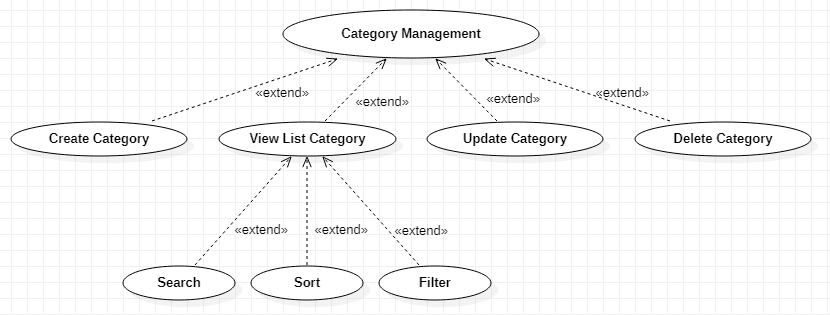 Category Management
«extend»
«extend»
«extend»
«extend»
Create Category
View List Category
Update Category
Delete Category
«extend»
«extend»
«extend»
Search
Sort
Filter